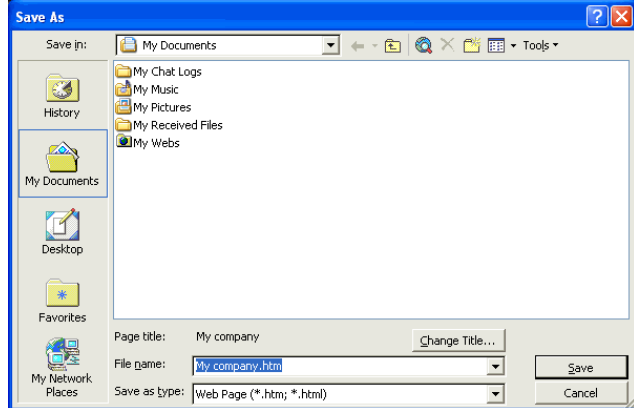 Save As
Save in:
My Documents
Tools
History
My Documents
Desktop
Favorites
My Network
Places
My Chat Logs
My Music
My Pictures
My Received Files
My Webs
Page title:
My company
Change Title...
File name:
My company.htm
Save
Save as type:
Web Page (*.htm; *.html)
Cancel